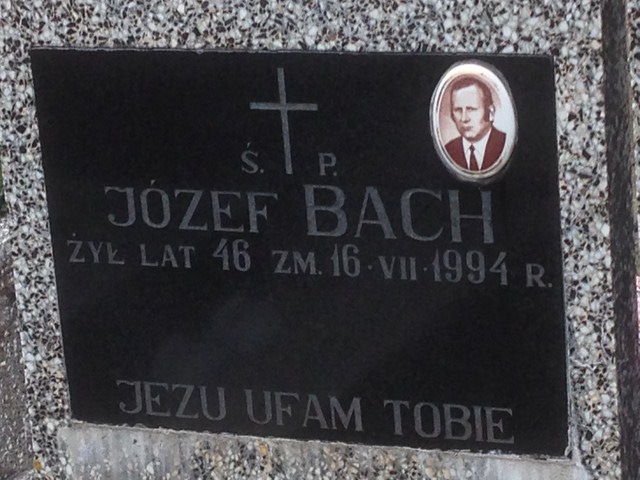 Ś. P.
JÓZEF BACH
ŻYŁ LAT 46 ZM. 16·VII·1994 R.
JEZU UFAM TOBIE